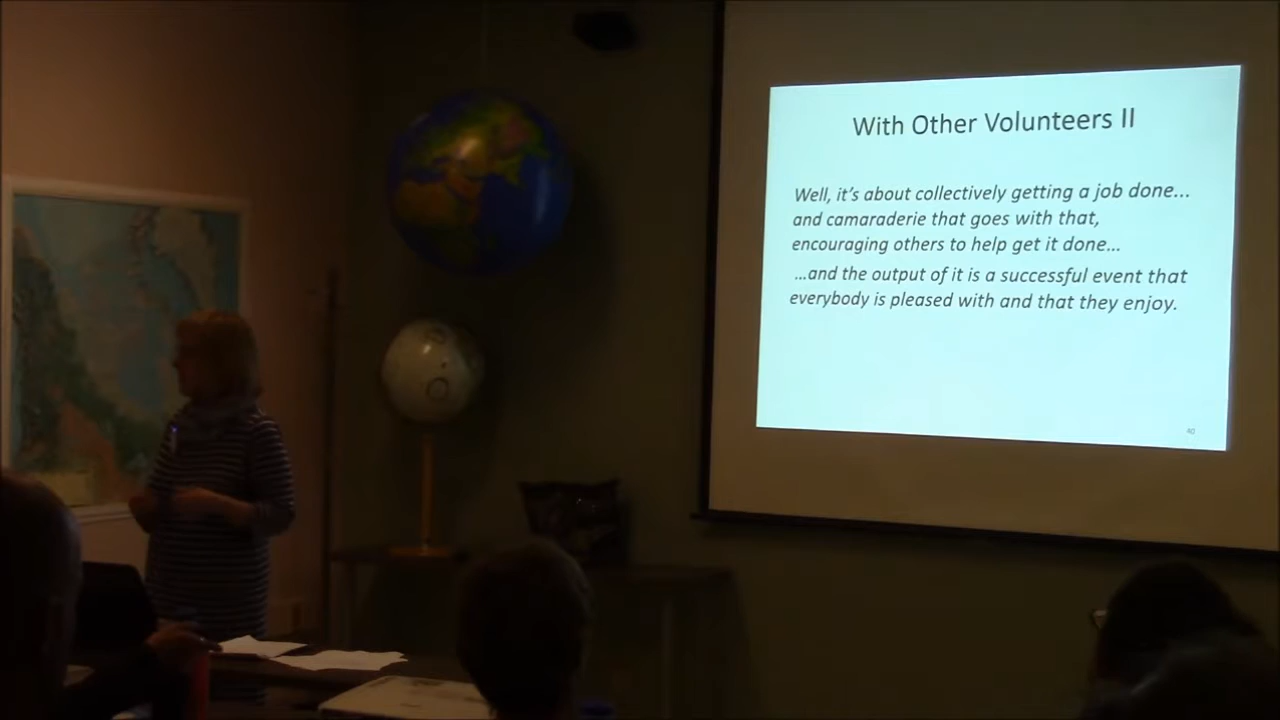 With Other Volunteers II
Well, it's about collectively getting a job done...
and camaraderie that goes with that,
encouraging others to help get it done...
...and the output of it is a successful event that
everybody is pleased with and that they enjoy.
40